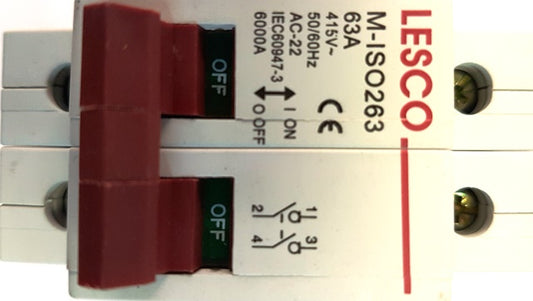 LESCO
M-ISO263
63A
415V~
50/60Hz
AC-22
IEC60947-3
6000A
CE
I ON
O OFF
OFF
OFF
1 3
2 4